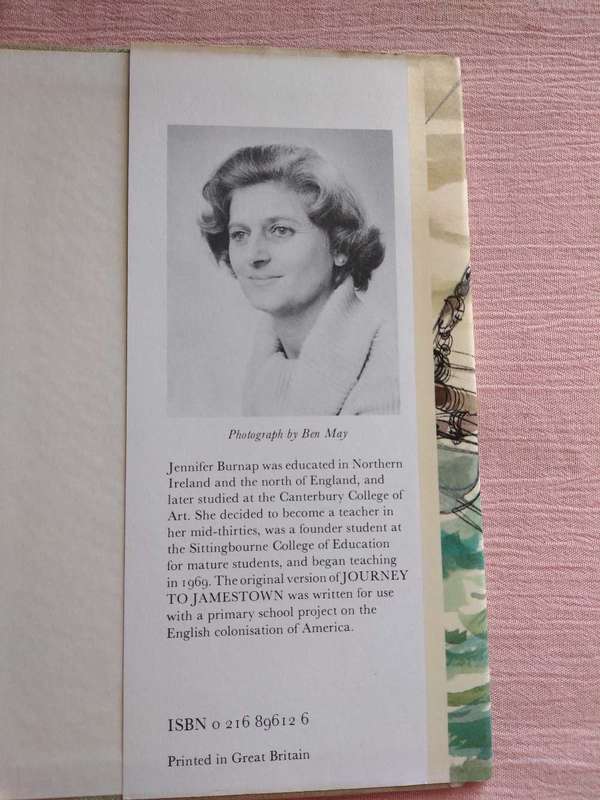 Photograph by Ben May
Jennifer Burnap was educated in Northern
Ireland and the north of England, and
later studied at the Canterbury College of
Art. She decided to become a teacher in
her mid-thirties, was a founder student at
the Sittingbourne College of Education
for mature students, and began teaching
in 1969. The original version of JOURNEY
TO JAMESTOWN was written for use
with a primary school project on the
English colonisation of America.
ISBN 0 216 89612 6
Printed in Great Britain